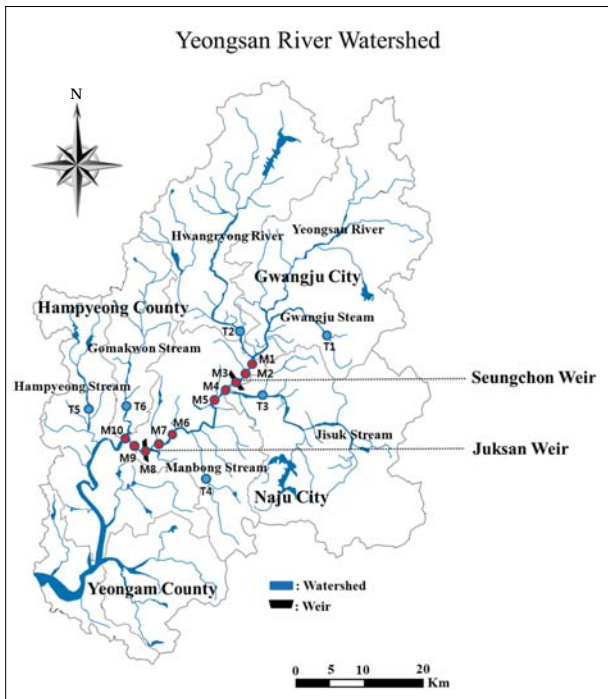 Yeongsan River Watershed
N
Hwangryong River
Yeongsan River
Gwangju City
Hampyeong County
Gwangju Steam
T2
T1
Gomakwon Stream
M1
M3
M2
Seungchon Weir
Hampyeong Stream
M4
T3
T5
T6
M5
M10
M7
M6
Jisuk Stream
Juksan Weir
M9
M8
Manbong Stream
T4
Naju City
Yeongam County
: Watershed
: Weir
0 5 10 20
Km